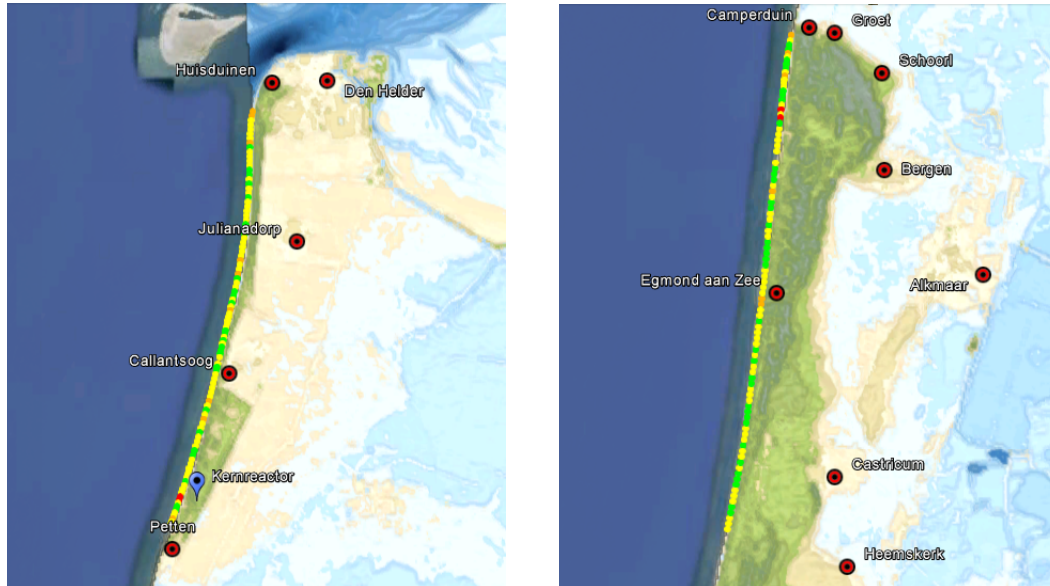 Huisduinen
Den Helder
Julianadorp
Callantsoog
Kernreactor
Petten
Camperduin
Groet
Schoorl
Bergen
Egmond aan Zee
Alkmaar
Castricum
Heemskerk